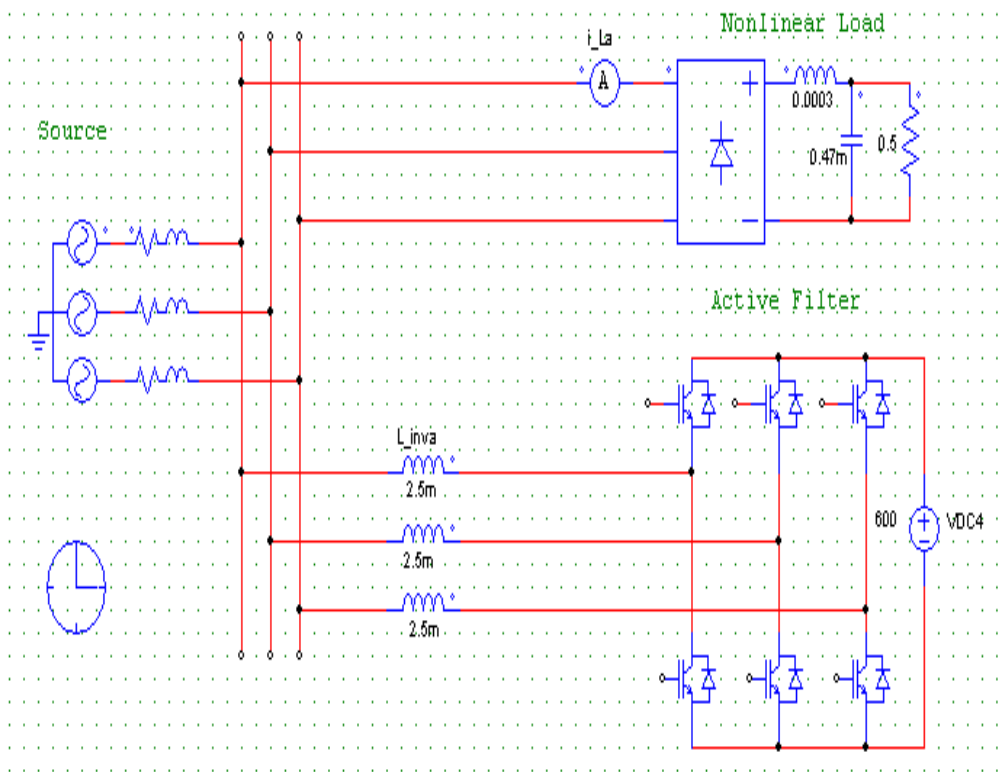 Nonlinear Load
i_La
A
0.0003
Source
0.47m
0.5
Active Filter
L_inva
2.5m
600
VDC4
2.5m
2.5m